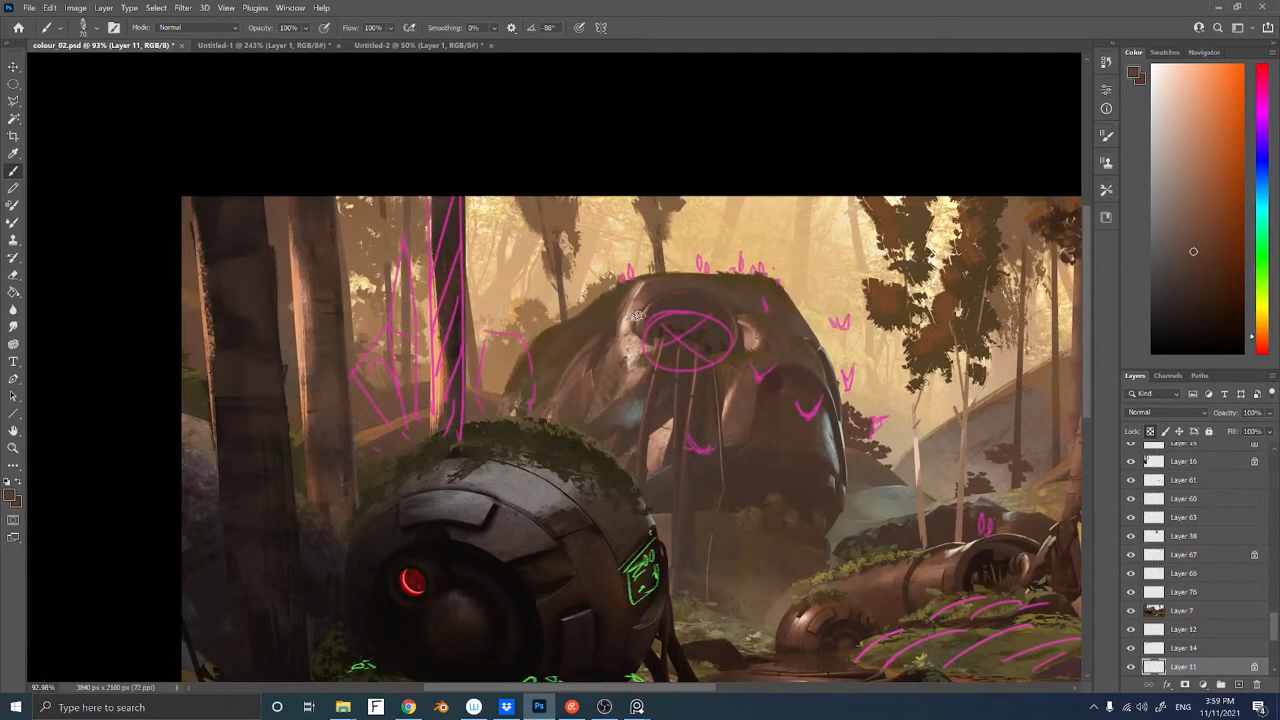 File Edit Image Layer Type Select Filter 3D View Plugins Window Help
70 Mode: Normal Opacity: 100% Flow: 100% Smoothing: 0% -88°
colour_02.psd @ 93% (Layer 11, RGB/8) * × Untitled-1 @ 243% (Layer 1, RGB/8#) * × Untitled-2 @ 50% (Layer 1, RGB/8#) * ×
Color Swatches Navigator
Layers Channels Paths
Kind
Normal Opacity: 100%
Lock: Fill: 100%
Layer 15
Layer 16
Layer 61
Layer 60
Layer 63
Layer 38
Layer 67
Layer 66
Layer 76
Layer 7
Layer 12
Layer 14
Layer 11
92.98% 3840 px x 2160 px (72 ppi)
Type here to search
ENG
3:59 PM
11/11/2021